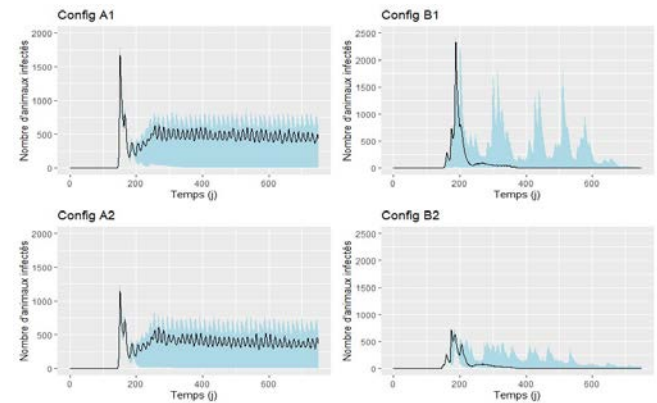 Config A1
Nombre d'animaux infectés
2000
1500
1000
500
0
0 200 400 600
Temps (j)
Config B1
Nombre d'animaux infectés
2500
2000
1500
1000
500
0
0 200 400 600
Temps (j)
Config A2
Nombre d'animaux infectés
2000
1500
1000
500
0
0 200 400 600
Temps (j)
Config B2
Nombre d'animaux infectés
2500
2000
1500
1000
500
0
0 200 400 600
Temps (j)